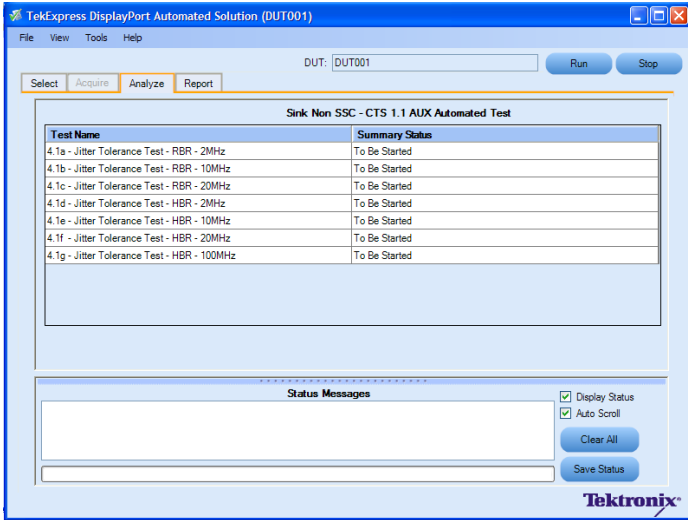 TekExpress DisplayPort Automated Solution (DUT001)
File View Tools Help
DUT: DUT001 Run Stop
Select Acquire Analyze Report
Sink Non SSC - CTS 1.1 AUX Automated Test
Test Name Summary Status
4.1a - Jitter Tolerance Test - RBR - 2MHz To Be Started
4.1b - Jitter Tolerance Test - RBR - 10MHz To Be Started
4.1c - Jitter Tolerance Test - RBR - 20MHz To Be Started
4.1d - Jitter Tolerance Test - HBR - 2MHz To Be Started
4.1e - Jitter Tolerance Test - HBR - 10MHz To Be Started
4.1f - Jitter Tolerance Test - HBR - 20MHz To Be Started
4.1g - Jitter Tolerance Test - HBR - 100MHz To Be Started
Status Messages
Display Status
Auto Scroll
Clear All
Save Status
Tektronix